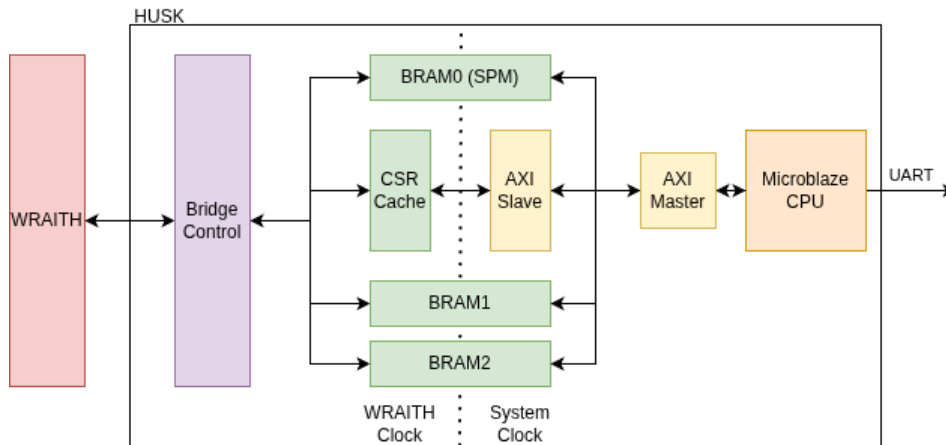 HUSK
BRAM0 (SPM)
WRAITH
Bridge
Control
CSR
Cache
AXI
Slave
AXI
Master
Microblaze
CPU
UART
BRAM1
BRAM2
WRAITH
Clock
System
Clock